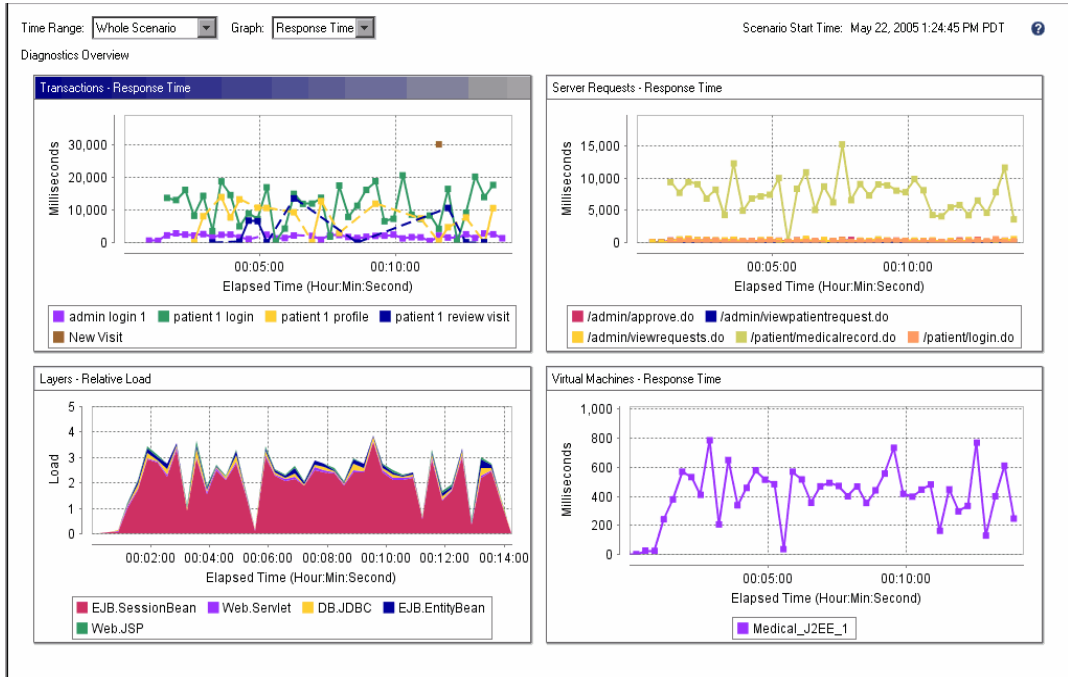 Time Range: Whole Scenario Graph: Response Time Scenario Start Time: May 22, 2005 1:24:45 PM PDT ?
Diagnostics Overview
Transactions - Response Time
Milliseconds
30,000
20,000
10,000
0
00:05:00 00:10:00
Elapsed Time (Hour:Min:Second)
admin login 1 patient 1 login patient 1 profile patient 1 review visit
New Visit
Server Requests - Response Time
Milliseconds
15,000
10,000
5,000
0
00:05:00 00:10:00
Elapsed Time (Hour:Min:Second)
/admin/approve.do /admin/viewpatientrequest.do
/admin/viewrequests.do /patient/medicalrecord.do /patient/login.do
Layers - Relative Load
Load
5
4
3
2
1
0
00:02:00 00:04:00 00:06:00 00:08:00 00:10:00 00:12:00 00:14:00
Elapsed Time (Hour:Min:Second)
EJB.SessionBean Web.Servlet DB.JDBC EJB.EntityBean
Web.JSP
Virtual Machines - Response Time
Milliseconds
1,000
800
600
400
200
0
00:05:00 00:10:00
Elapsed Time (Hour:Min:Second)
Medical_J2EE_1